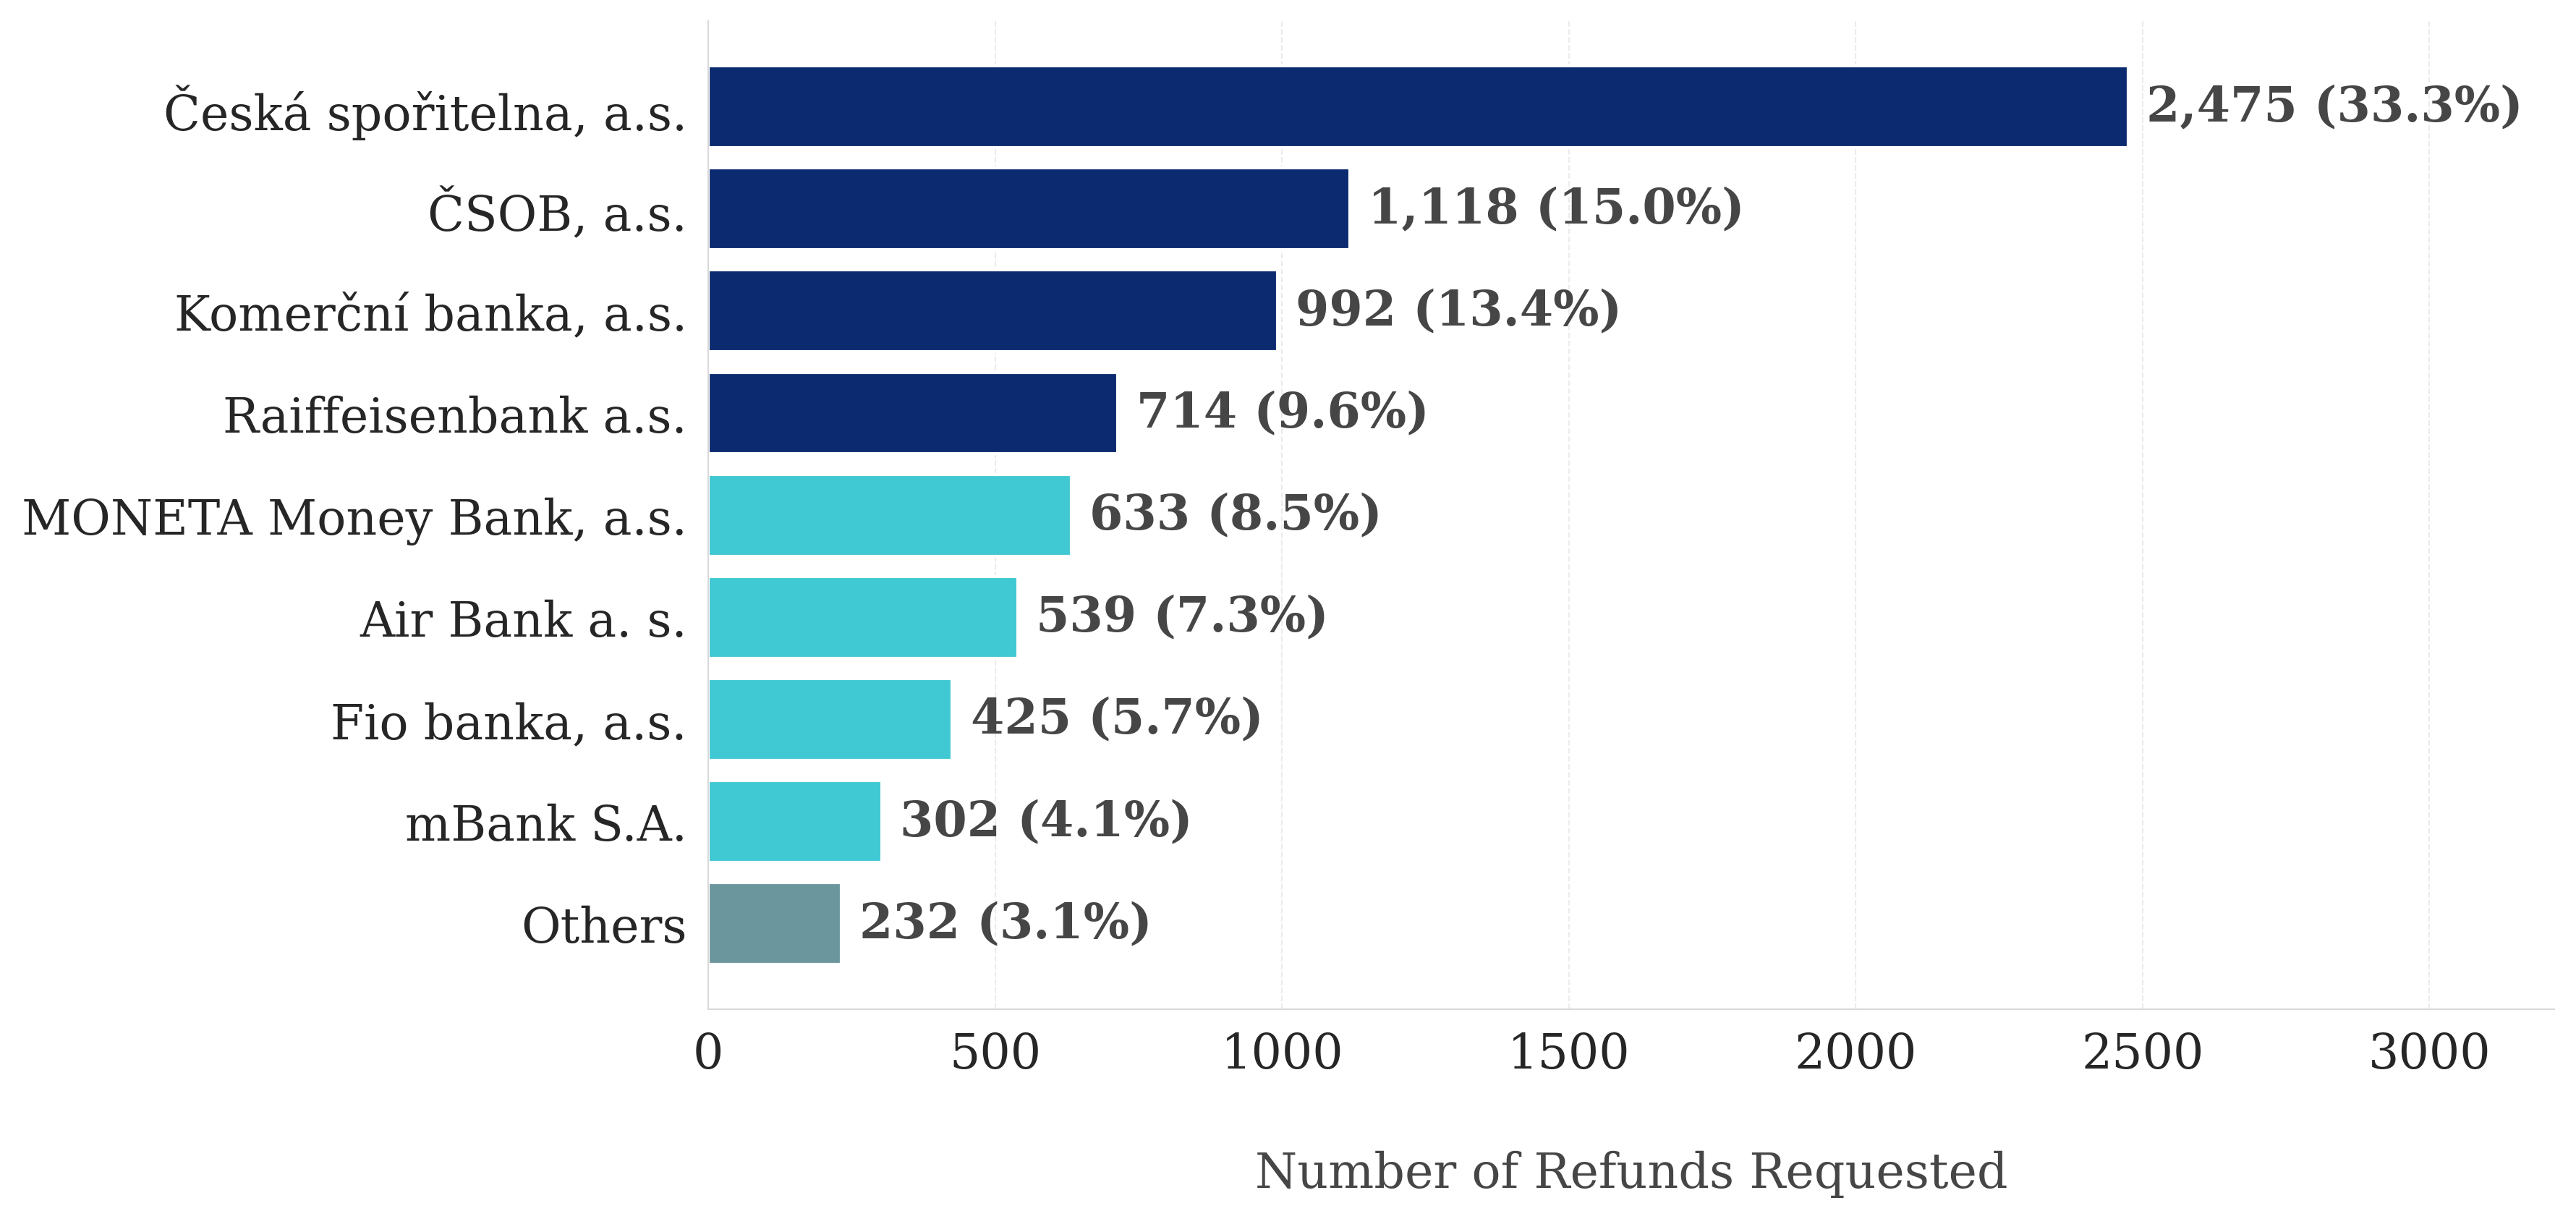 Česká spořitelna, a.s. 2,475 (33.3%)
ČSOB, a.s. 1,118 (15.0%)
Komerční banka, a.s. 992 (13.4%)
Raiffeisenbank a.s. 714 (9.6%)
MONETA Money Bank, a.s. 633 (8.5%)
Air Bank a. s. 539 (7.3%)
Fio banka, a.s. 425 (5.7%)
mBank S.A. 302 (4.1%)
Others 232 (3.1%)
0 500 1000 1500 2000 2500 3000
Number of Refunds Requested